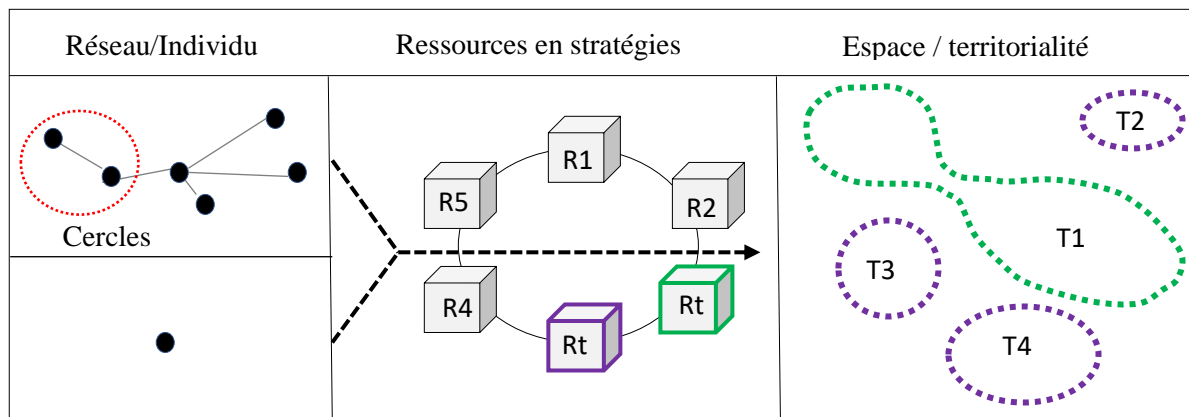 Réseau/Individu
Ressources en stratégies
Espace / territorialité
Cercles
R1
R5
R2
R4
Rt
Rt
T2
T1
T3
T4